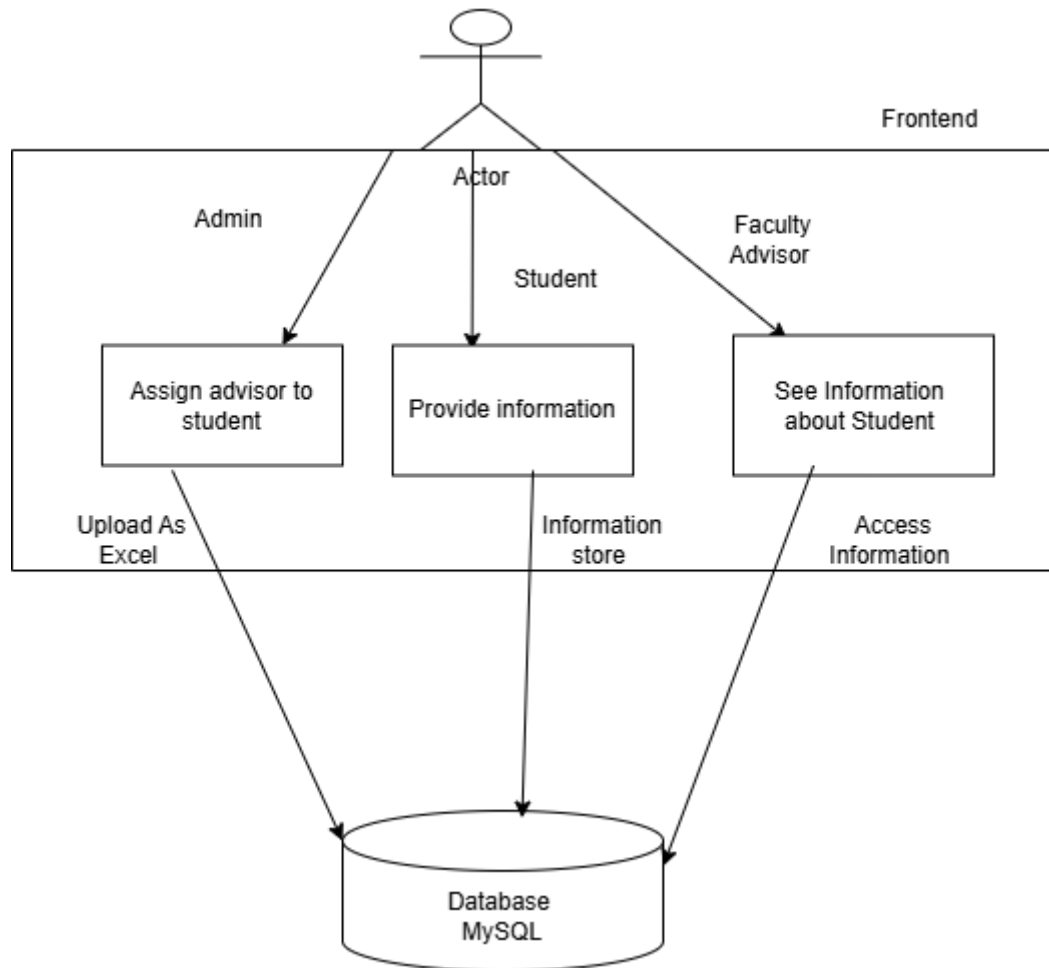 Frontend
Actor
Admin
Faculty
Advisor
Student
Assign advisor to
student
Provide information
See Information
about Student
Upload As
Excel
Information
store
Access
Information
Database
MySQL